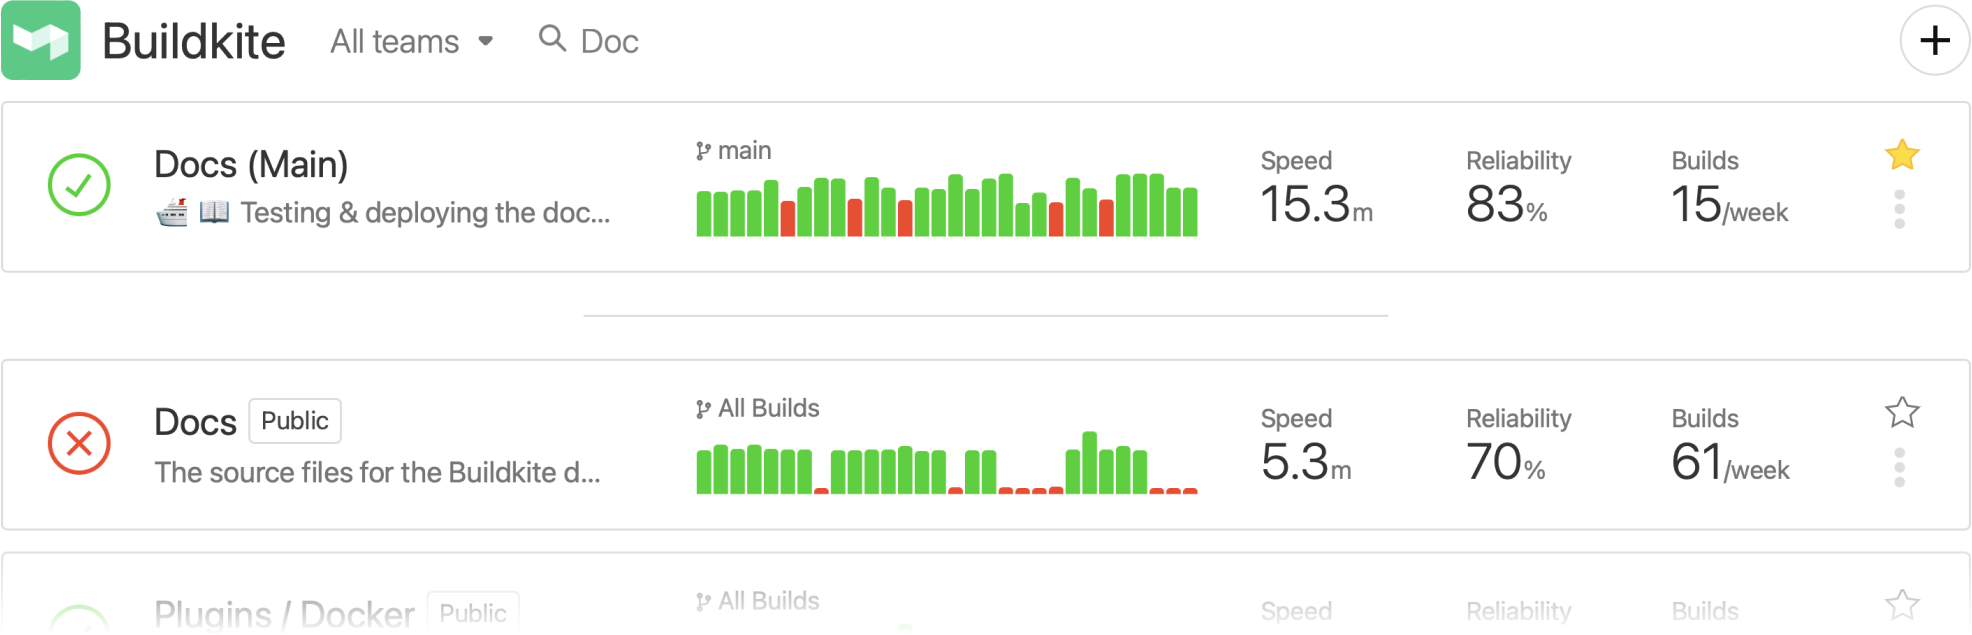 Buildkite All teams Doc
Docs (Main)
Testing & deploying the doc...
main
Speed
15.3m
Reliability
83%
Builds
15/week
Docs Public
The source files for the Buildkite d...
All Builds
Speed
5.3m
Reliability
70%
Builds
61/week
Plugins / Docker Public
All Builds
Speed
Reliability
Builds